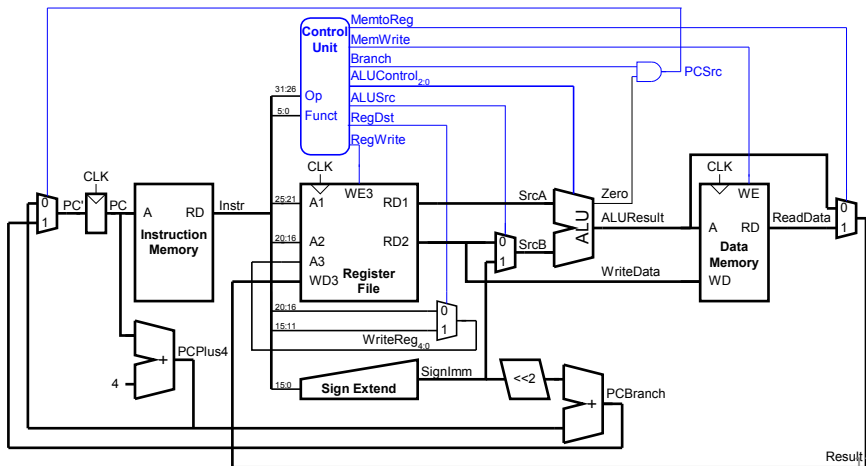 MemtoReg
Control
Unit
MemWrite
Branch
ALUControl2:0
PCSrc
31:26
Op
ALUSrc
5:0
Funct
RegDst
RegWrite
CLK
CLK
CLK
WE3
WE
0
1
PC'
PC
A
RD
Instruction
Memory
Instr
25:21
A1
RD1
SrcA
Zero
20:16
A2
RD2
0
1
SrcB
ALU
ALUResult
A
RD
ReadData
0
1
A3
Register
File
WD3
Data
Memory
WriteData
WD
20:16
0
15:11
1
WriteReg4:0
PCPlus4
+
4
SignImm
15:0
Sign Extend
<<2
PCBranch
+
Result